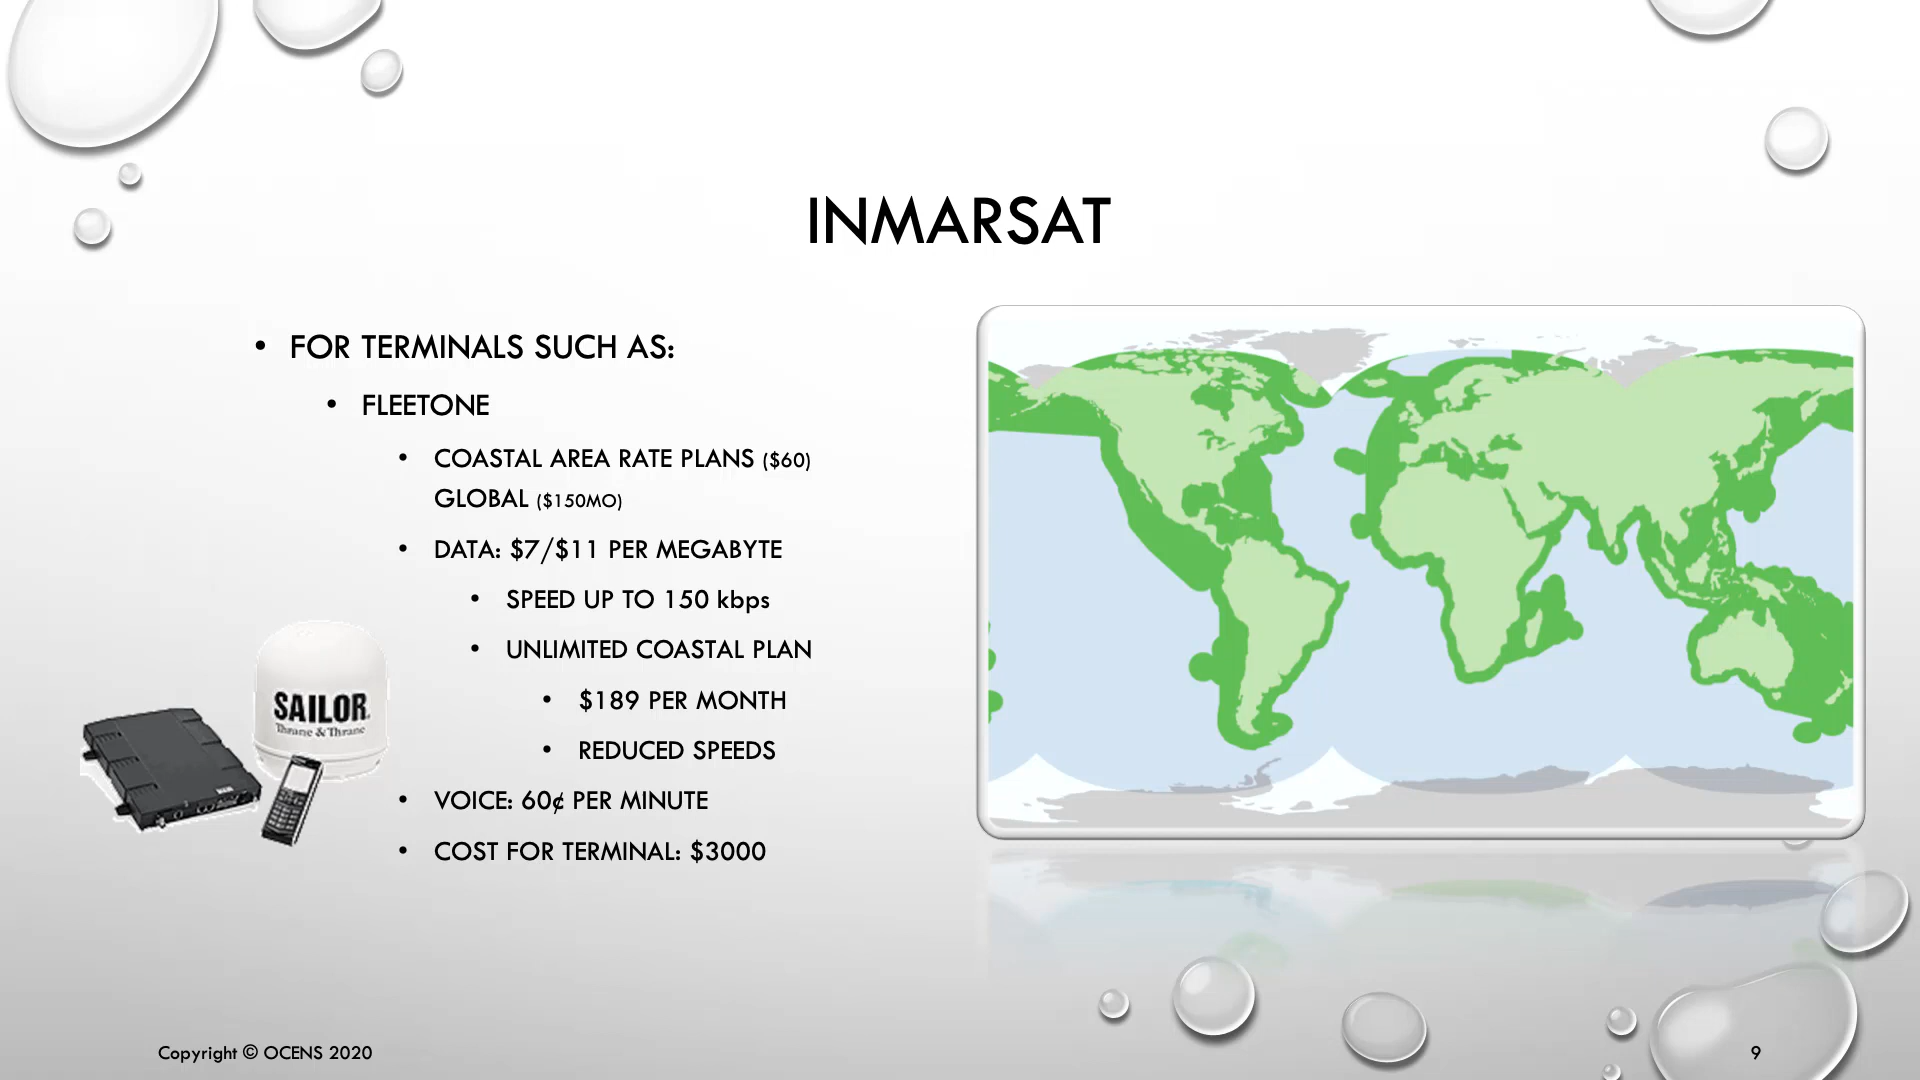 INMARSAT
• FOR TERMINALS SUCH AS:
• FLEETONE
• COASTAL AREA RATE PLANS ($60)
GLOBAL ($150MO)
• DATA: $7/$11 PER MEGABYTE
• SPEED UP TO 150 kbps
• UNLIMITED COASTAL PLAN
• $189 PER MONTH
• REDUCED SPEEDS
• VOICE: 60¢ PER MINUTE
• COST FOR TERMINAL: $3000
SAILOR
Thrane & Thrane
Copyright © OCENS 2020
9